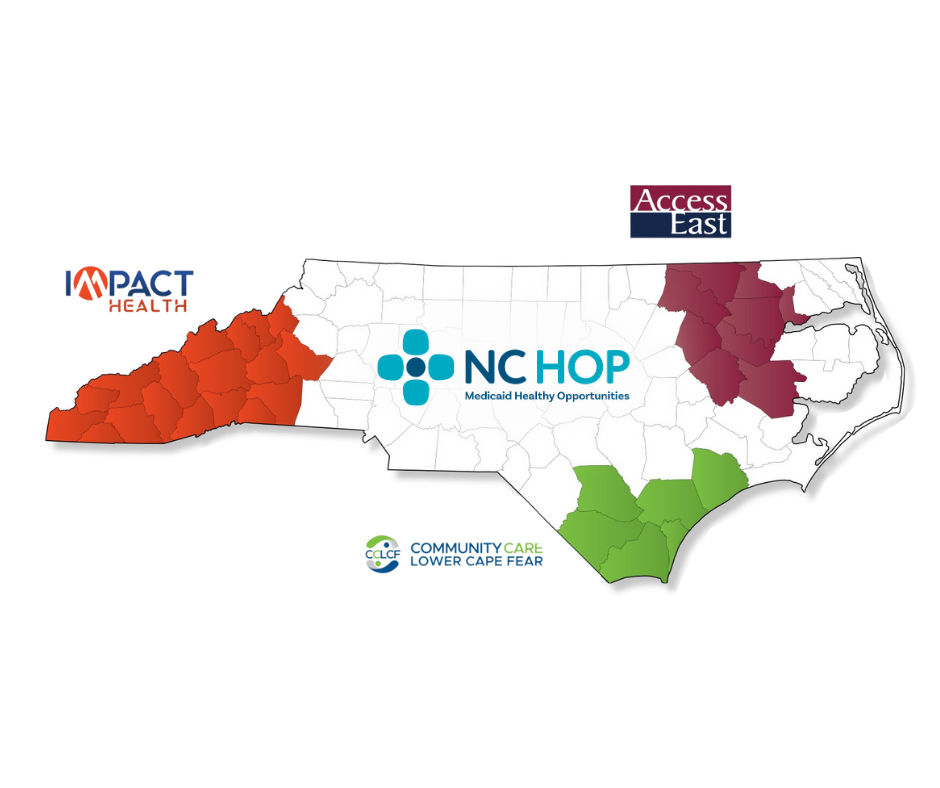 Access
East
IMPACT
HEALTH
NC HOP
Medicaid Healthy Opportunities
CCLCF
COMMUNITY CARE
LOWER CAPE FEAR